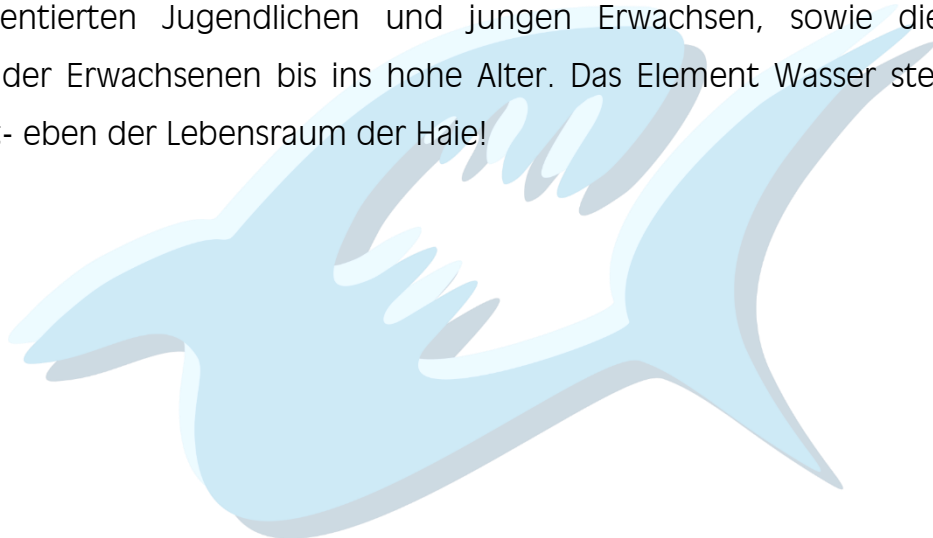 entierten Jugendlichen und jungen Erwachsen, sowie die
der Erwachsenen bis ins hohe Alter. Das Element Wasser ste
- eben der Lebensraum der Haie!